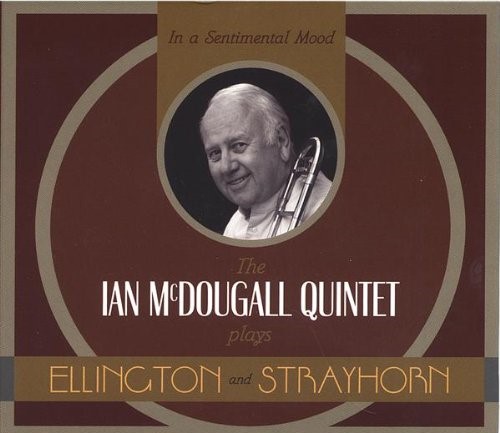 In a Sentimental Mood
The
IAN McDOUGALL QUINTET
plays
ELLINGTON and STRAYHORN